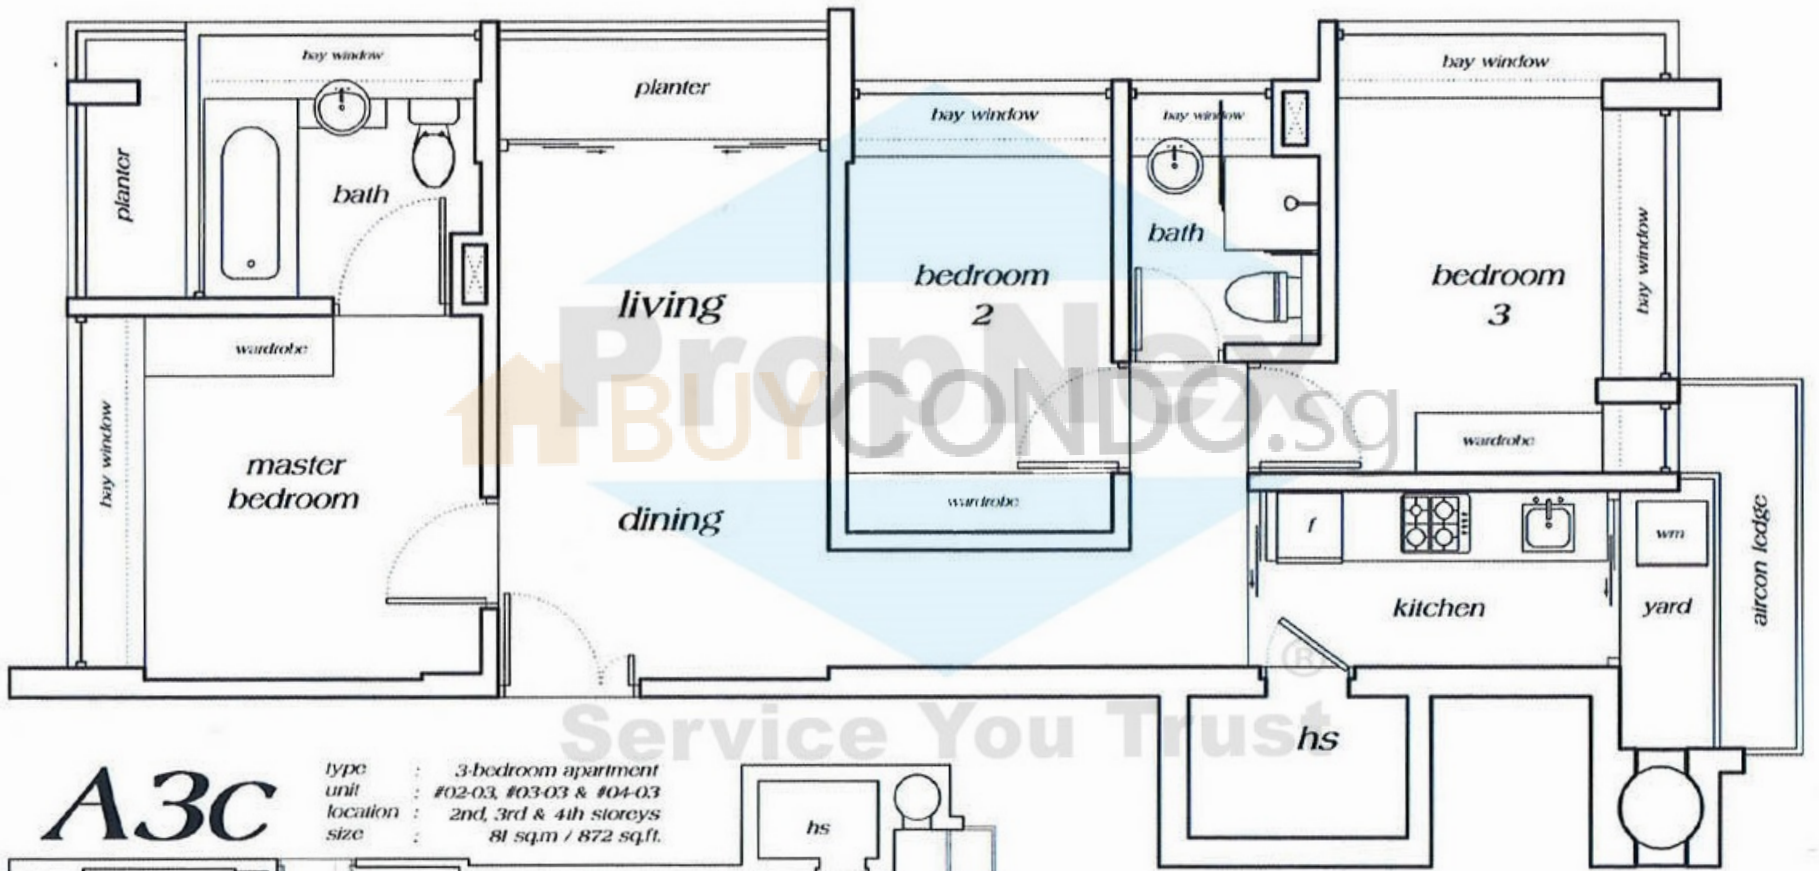 bay window
planter
bay window
bay window
bay window
planter
bath
bath
living
bedroom
2
bedroom
3
bay window
wardrobe
PropNex
BUYCONDO.sg
bay window
master
bedroom
dining
wardrobe
wardrobe
f
wm
kitchen
yard
aircon ledge
®
Service You Trust
hs
A3c
type : 3-bedroom apartment
unit : #02-03, #03-03 & #04-03
location : 2nd, 3rd & 4th storeys
size : 81 sq.m / 872 sq.ft.
hs